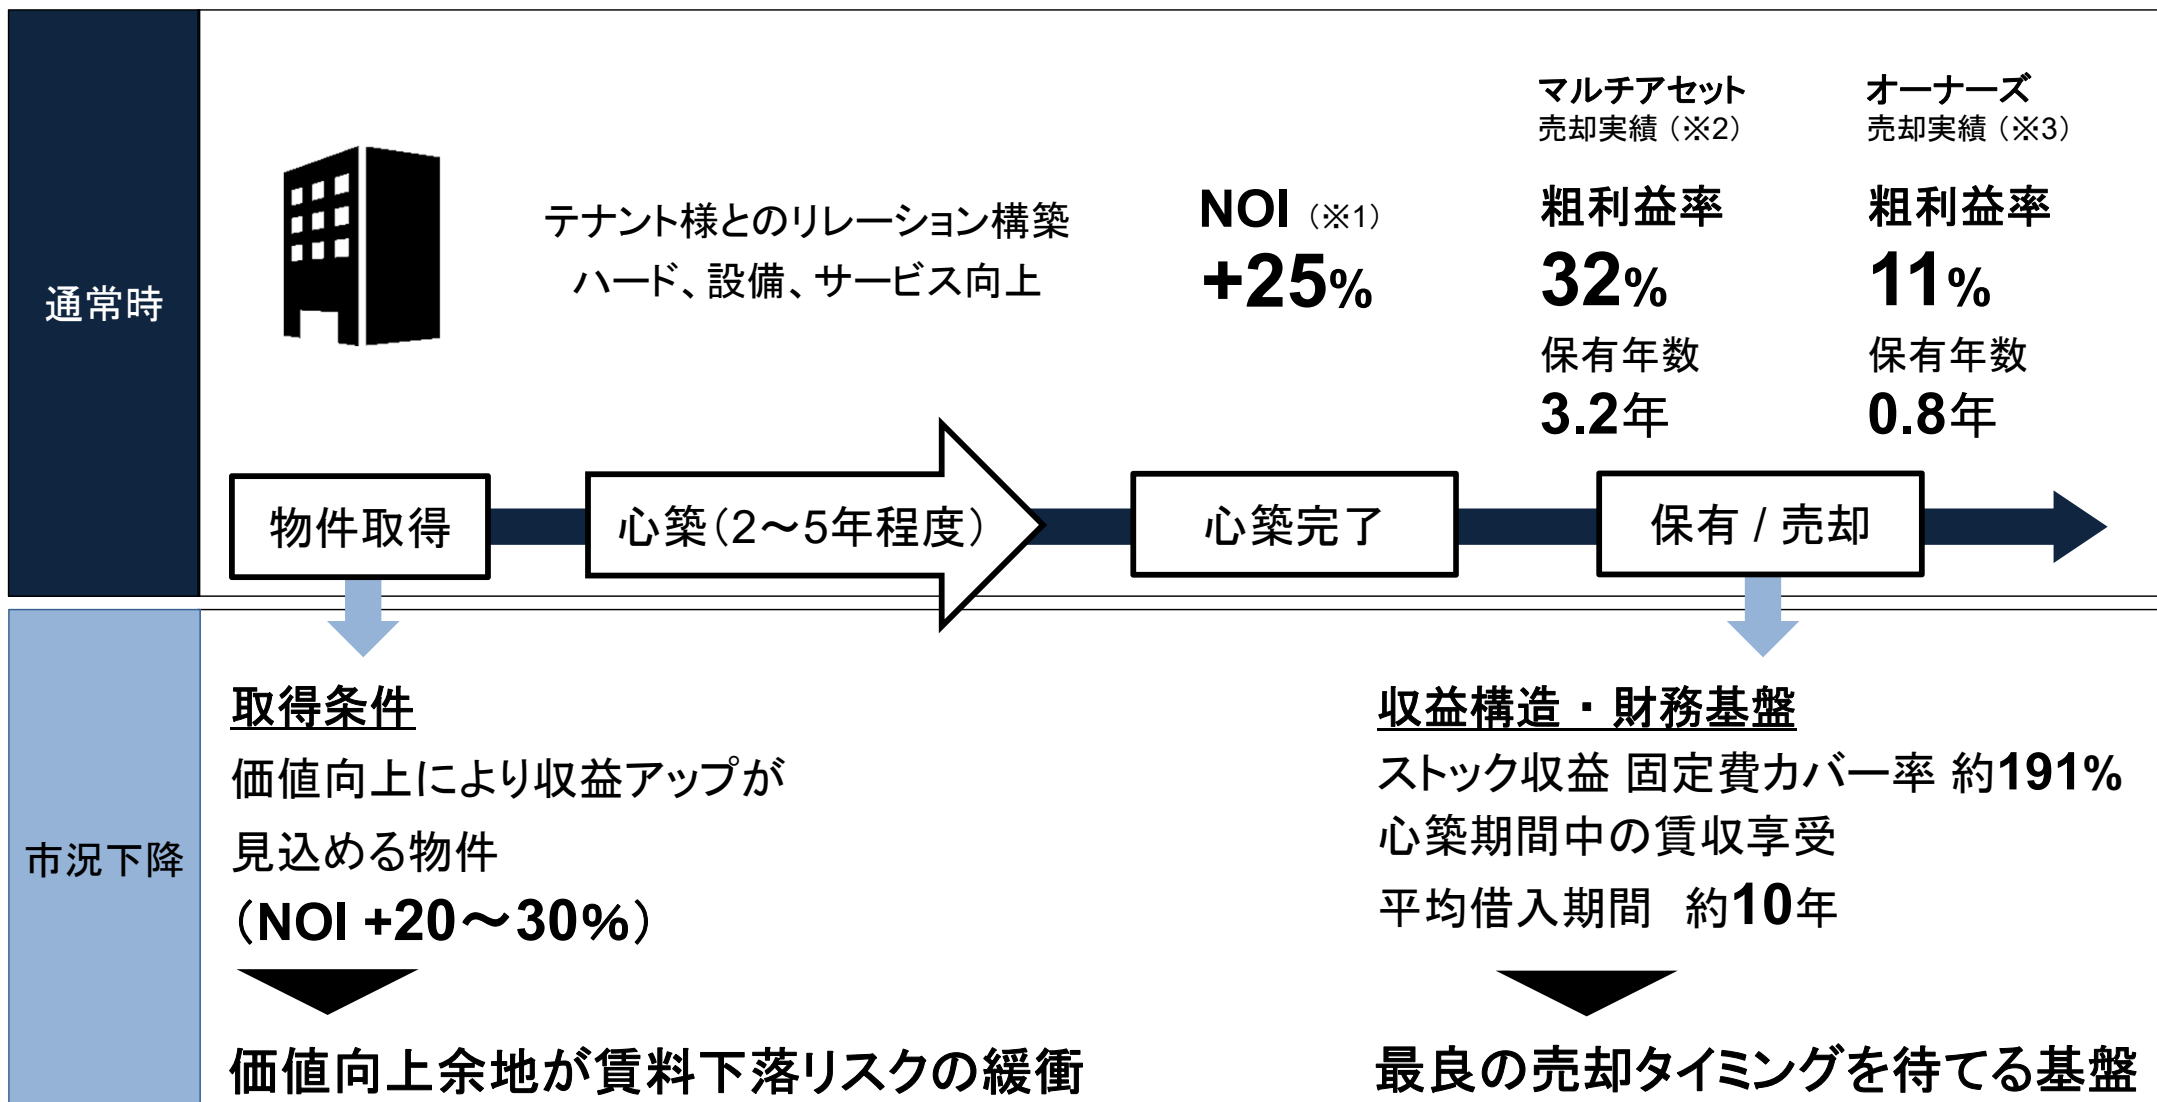 通常時
テナント様とのリレーション構築
ハード、設備、サービス向上
NOI（※1）
+25%
マルチアセット
売却実績（※2）
粗利益率
32%
保有年数
3.2年
オーナーズ
売却実績（※3）
粗利益率
11%
保有年数
0.8年
物件取得
心築（2～5年程度）
心築完了
保有 / 売却
市況下降
取得条件
価値向上により収益アップが
見込める物件
（NOI +20～30%）
価値向上余地が賃料下落リスクの緩衝
収益構造・財務基盤
ストック収益 固定費カバー率 約191%
心築期間中の賃収享受
平均借入期間　約10年
最良の売却タイミングを待てる基盤